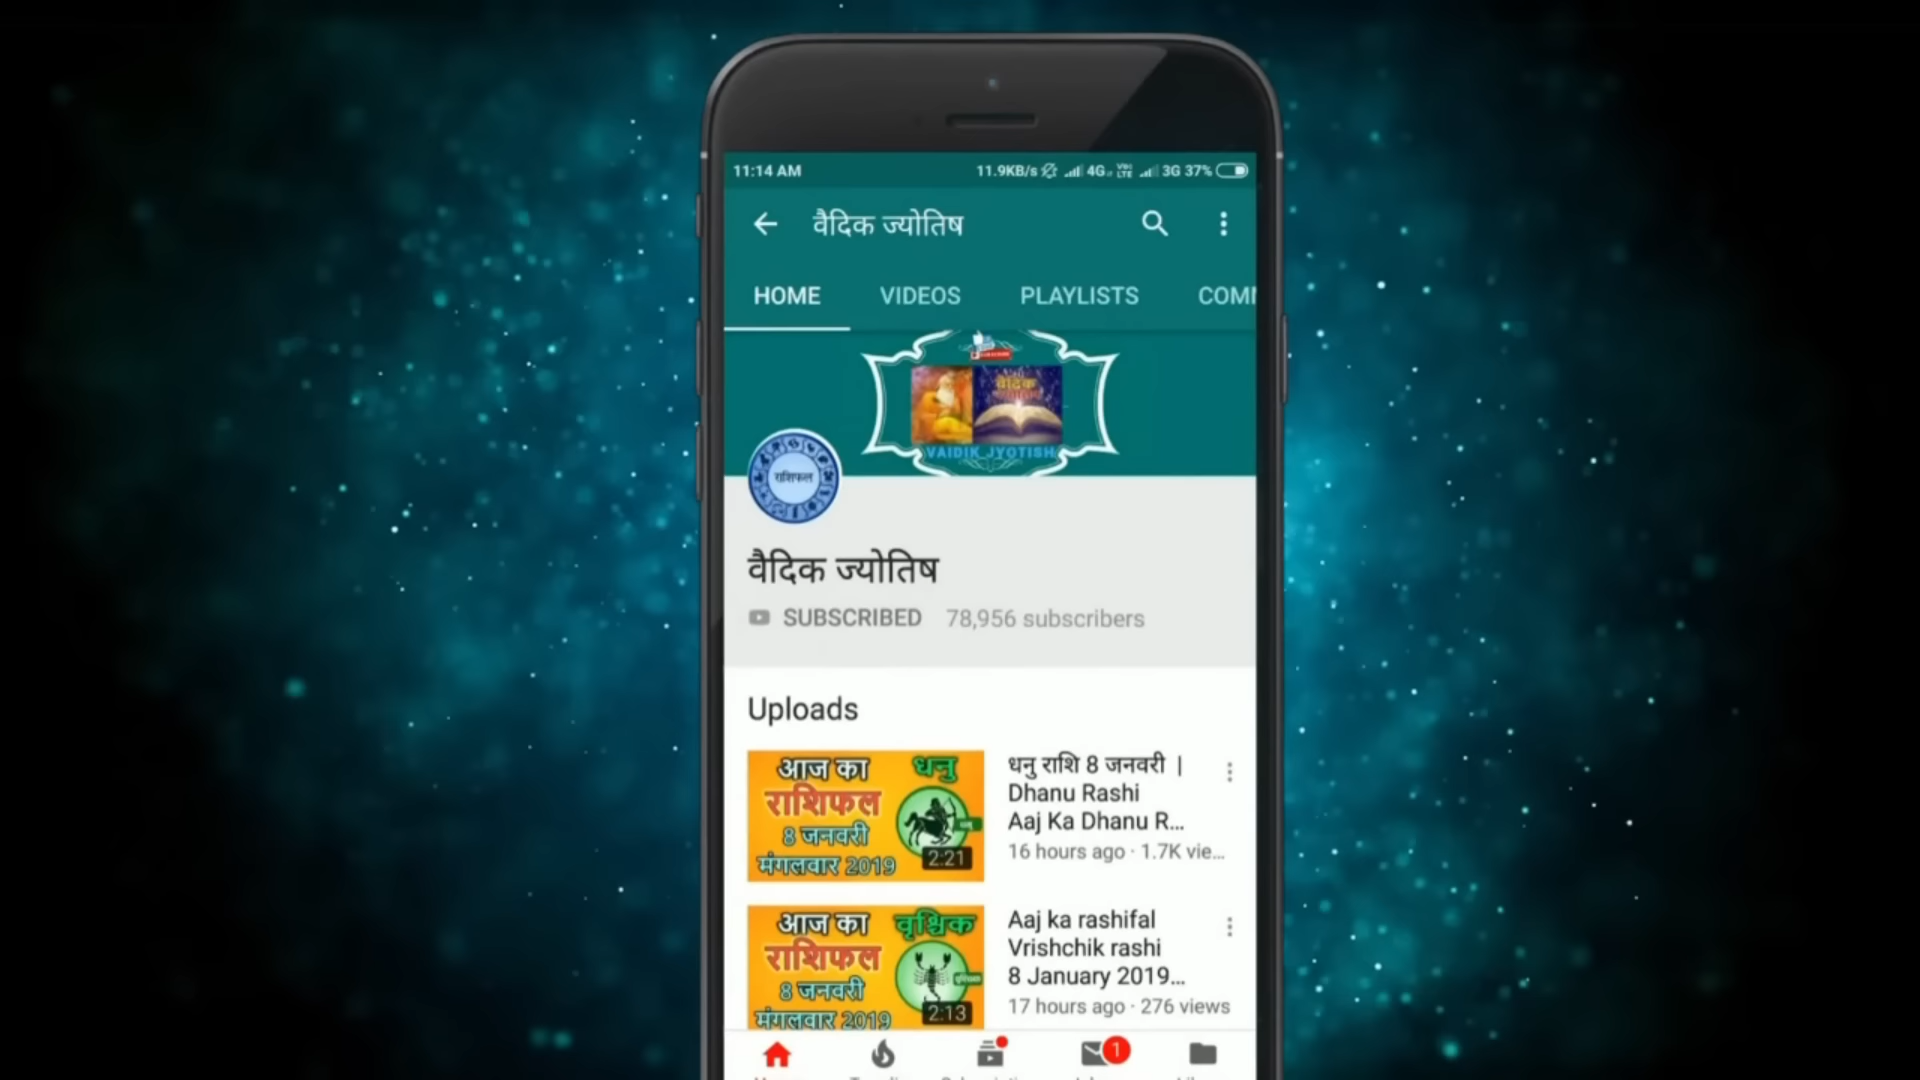 11:14 AM
11.9KB/s 4G 3G 37%
वैदिक ज्योतिष
HOME VIDEOS PLAYLISTS COMM
वैदिक
VAIDIK JYOTISH
राशिफल
वैदिक ज्योतिष
SUBSCRIBED 78,956 subscribers
Uploads
आज का धनु
राशिफल
8 जनवरी
मंगलवार 2019
2:21
धनु राशि 8 जनवरी |
Dhanu Rashi
Aaj Ka Dhanu R...
16 hours ago · 1.7K vie...
आज का वृश्चिक
राशिफल
8 जनवरी
मंगलवार 2019
2:13
Aaj ka rashifal
Vrishchik rashi
8 January 2019...
17 hours ago · 276 views
1